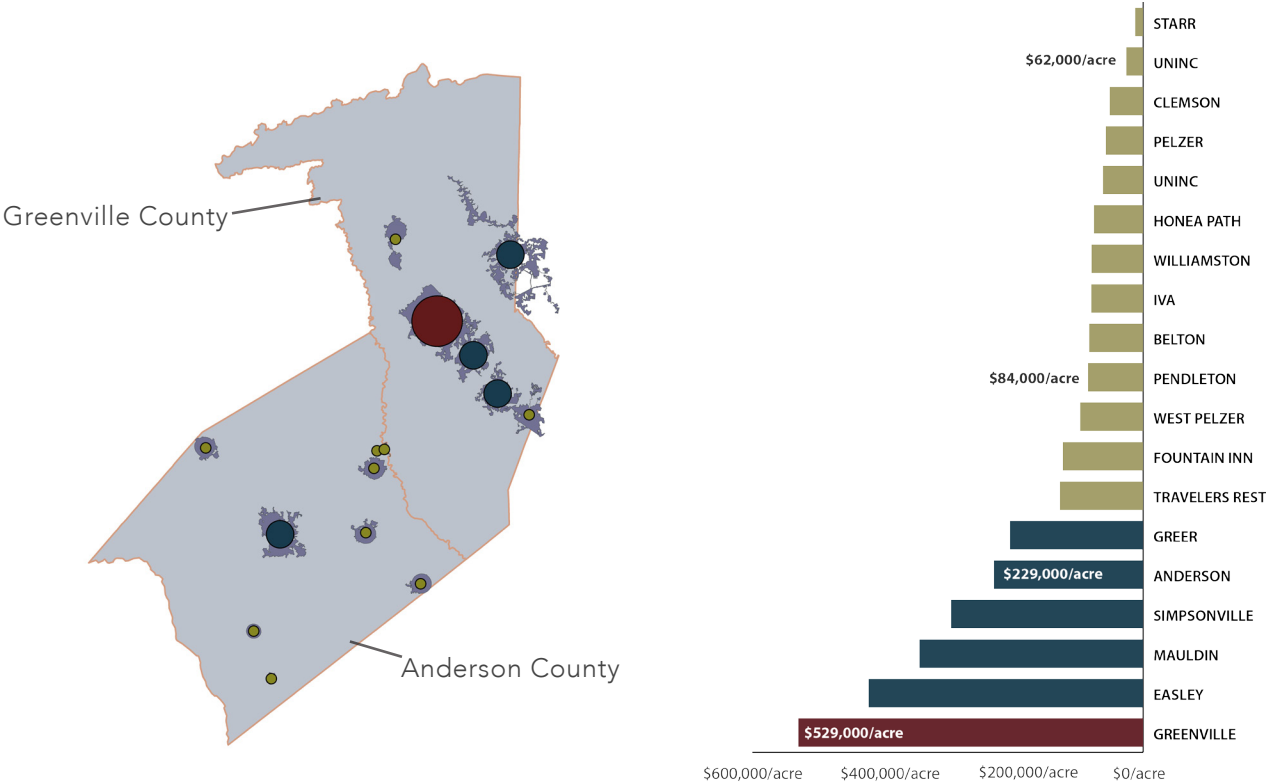 Greenville County
Anderson County
STARR
$62,000/acre UNINC
CLEMSON
PELZER
UNINC
HONEA PATH
WILLIAMSTON
IVA
BELTON
$84,000/acre PENDLETON
WEST PELZER
FOUNTAIN INN
TRAVELERS REST
GREER
$229,000/acre ANDERSON
SIMPSONVILLE
MAULDIN
EASLEY
$529,000/acre GREENVILLE
$600,000/acre $400,000/acre $200,000/acre $0/acre